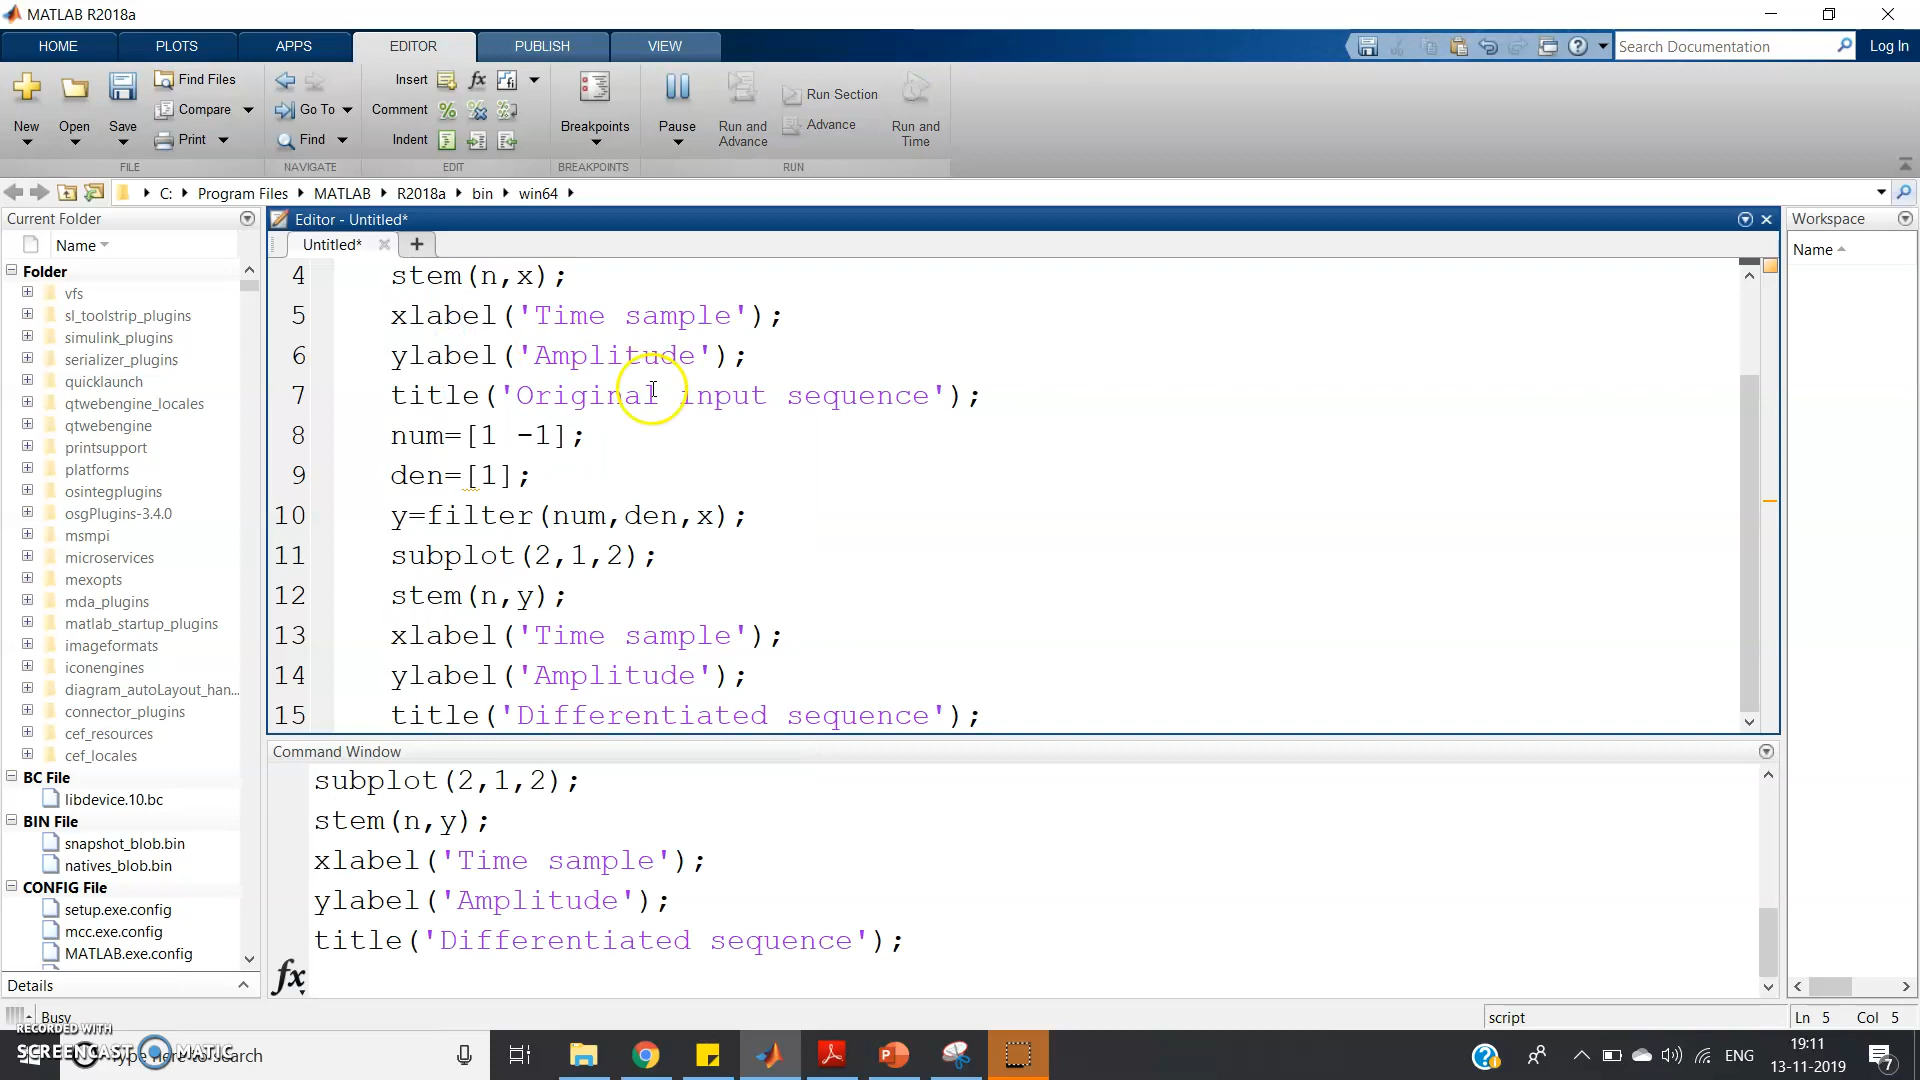 MATLAB R2018a
HOME PLOTS APPS EDITOR PUBLISH VIEW
Search Documentation
Log In
Find Files
Compare
Print
New
Open
Save
FILE
Go To
Find
NAVIGATE
Insert
Comment
Indent
EDIT
Breakpoints
BREAKPOINTS
Pause
Run and Advance
Run Section
Advance
Run and Time
RUN
C: Program Files MATLAB R2018a bin win64
Current Folder
Name
Folder
vfs
sl_toolstrip_plugins
simulink_plugins
serializer_plugins
quicklaunch
qtwebengine_locales
qtwebengine
printsupport
platforms
osintegplugins
osgPlugins-3.4.0
msmpi
microservices
mexopts
mda_plugins
matlab_startup_plugins
imageformats
iconengines
diagram_autoLayout_han...
connector_plugins
cef_resources
cef_locales
BC File
libdevice.10.bc
BIN File
snapshot_blob.bin
natives_blob.bin
CONFIG File
setup.exe.config
mcc.exe.config
MATLAB.exe.config
Details
Editor - Untitled*
Untitled*
4 stem(n,x);
5 xlabel('Time sample');
6 ylabel('Amplitude');
7 title('Original input sequence');
8 num=[1 -1];
9 den=[1];
10 y=filter(num,den,x);
11 subplot(2,1,2);
12 stem(n,y);
13 xlabel('Time sample');
14 ylabel('Amplitude');
15 title('Differentiated sequence');
Command Window
subplot(2,1,2);
stem(n,y);
xlabel('Time sample');
ylabel('Amplitude');
title('Differentiated sequence');
fx
Workspace
Name
Busy
script
Ln 5 Col 5
RECORDED WITH
SCREENCAST MATIC
Type here to search
ENG
19:11
13-11-2019
7